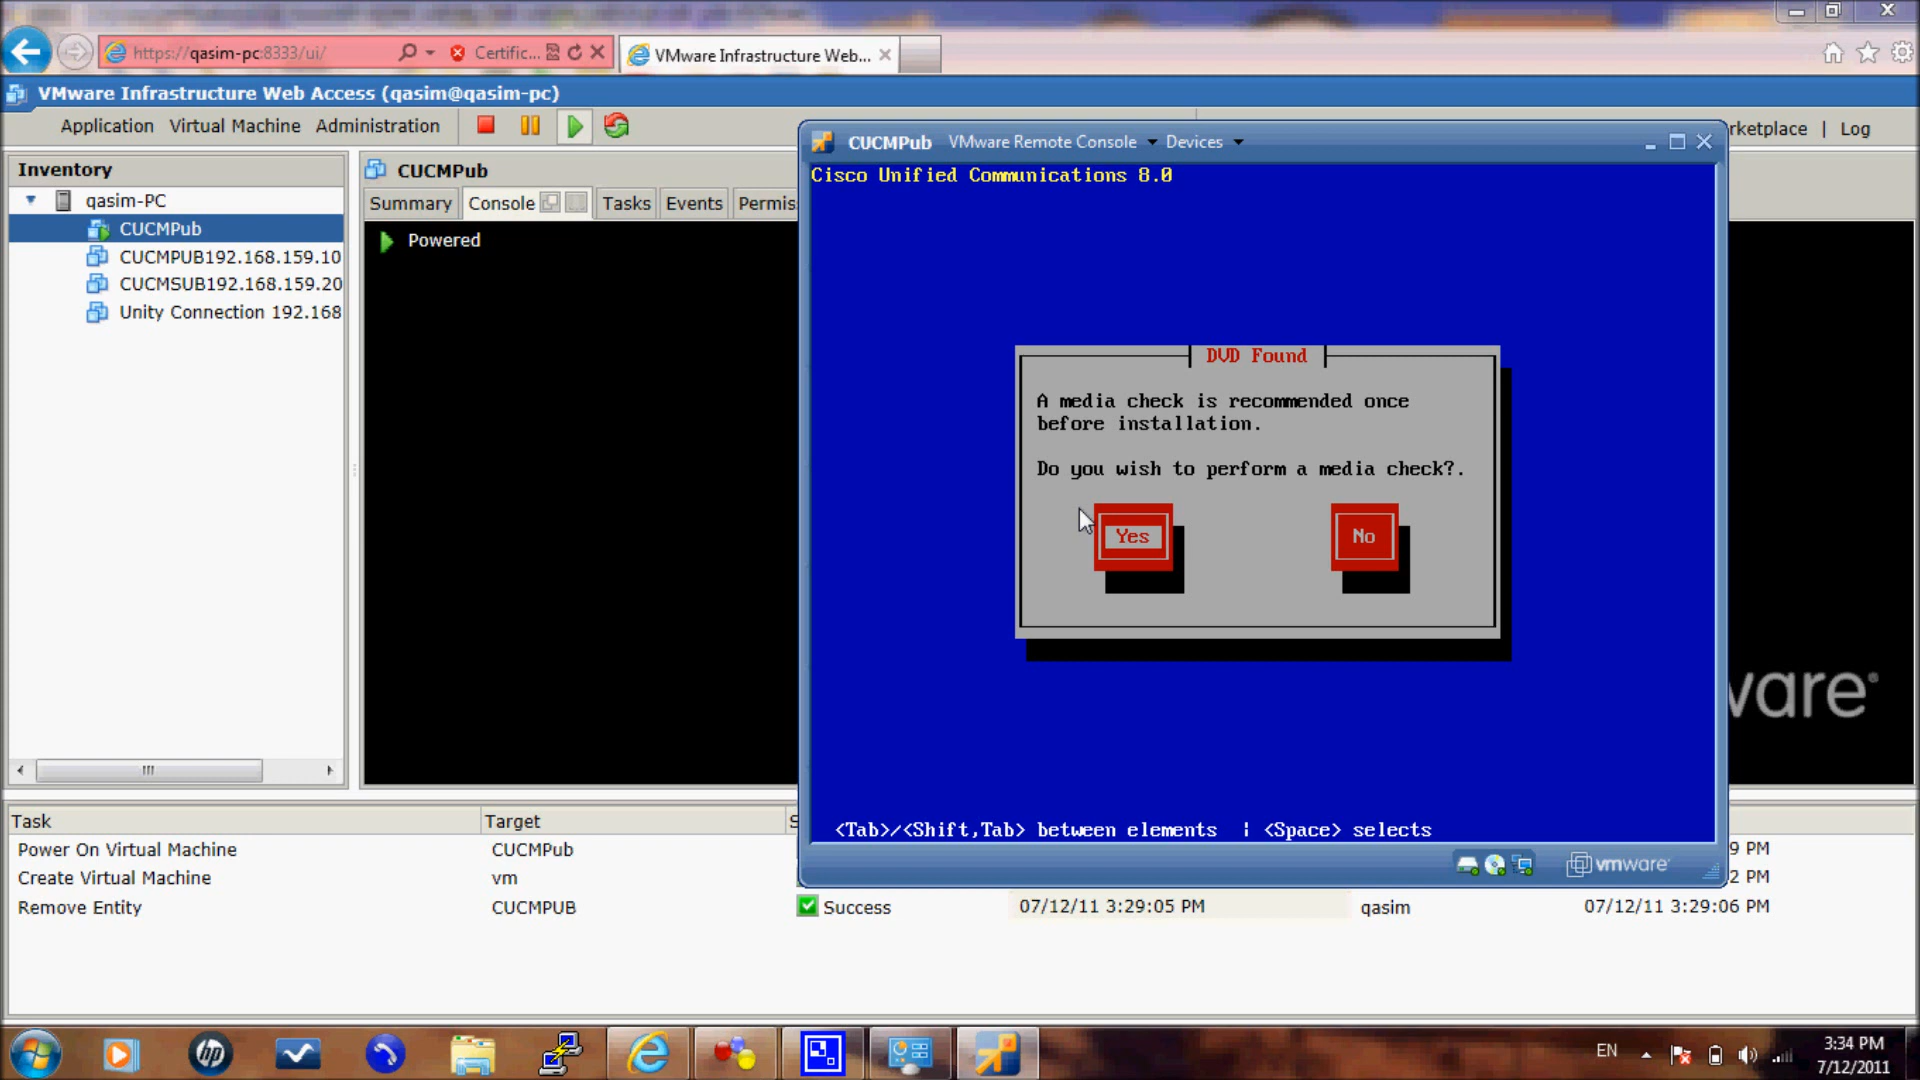 https://qasim-pc:8333/ui/
Certific...
VMware Infrastructure Web...
VMware Infrastructure Web Access (qasim@qasim-pc)
Application
Virtual Machine
Administration
rketplace | Log
Inventory
qasim-PC
CUCMPub
CUCMPUB192.168.159.10
CUCMSUB192.168.159.20
Unity Connection 192.168
CUCMPub
Summary
Console
Tasks
Events
Permis
Powered
CUCMPub
VMware Remote Console
Devices
Cisco Unified Communications 8.0
DVD Found
A media check is recommended once
before installation.
Do you wish to perform a media check?.
Yes
No
<Tab>/<Shift,Tab> between elements | <Space> selects
vmware
ware
Task
Target
S
Power On Virtual Machine
CUCMPub
9 PM
Create Virtual Machine
vm
2 PM
Remove Entity
CUCMPUB
Success
07/12/11 3:29:05 PM
qasim
07/12/11 3:29:06 PM
hp
EN
3:34 PM
7/12/2011